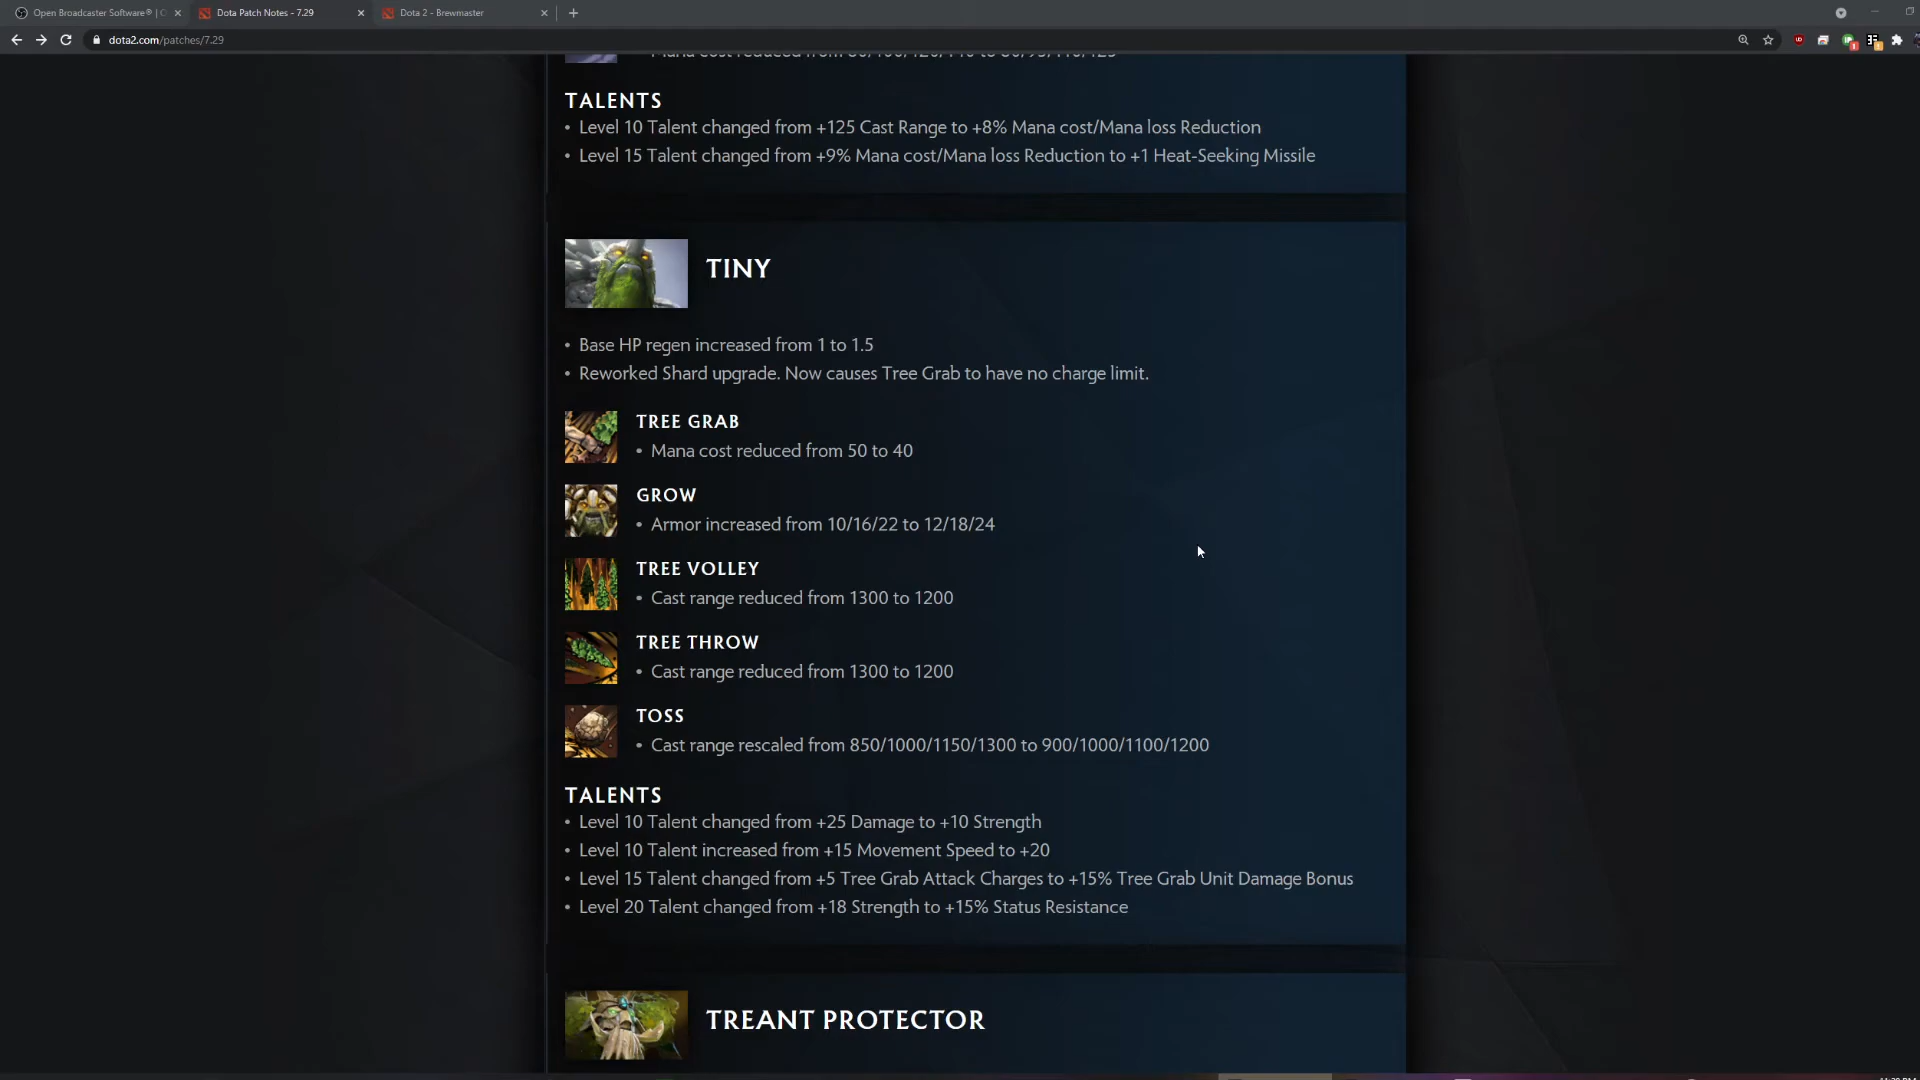 Open Broadcaster Software® |
Dota Patch Notes - 7.29
Dota 2 - Brewmaster
dota2.com/patches/7.29
TALENTS
• Level 10 Talent changed from +125 Cast Range to +8% Mana cost/Mana loss Reduction
• Level 15 Talent changed from +9% Mana cost/Mana loss Reduction to +1 Heat-Seeking Missile
TINY
• Base HP regen increased from 1 to 1.5
• Reworked Shard upgrade. Now causes Tree Grab to have no charge limit.
TREE GRAB
• Mana cost reduced from 50 to 40
GROW
• Armor increased from 10/16/22 to 12/18/24
TREE VOLLEY
• Cast range reduced from 1300 to 1200
TREE THROW
• Cast range reduced from 1300 to 1200
TOSS
• Cast range rescaled from 850/1000/1150/1300 to 900/1000/1100/1200
TALENTS
• Level 10 Talent changed from +25 Damage to +10 Strength
• Level 10 Talent increased from +15 Movement Speed to +20
• Level 15 Talent changed from +5 Tree Grab Attack Charges to +15% Tree Grab Unit Damage Bonus
• Level 20 Talent changed from +18 Strength to +15% Status Resistance
TREANT PROTECTOR